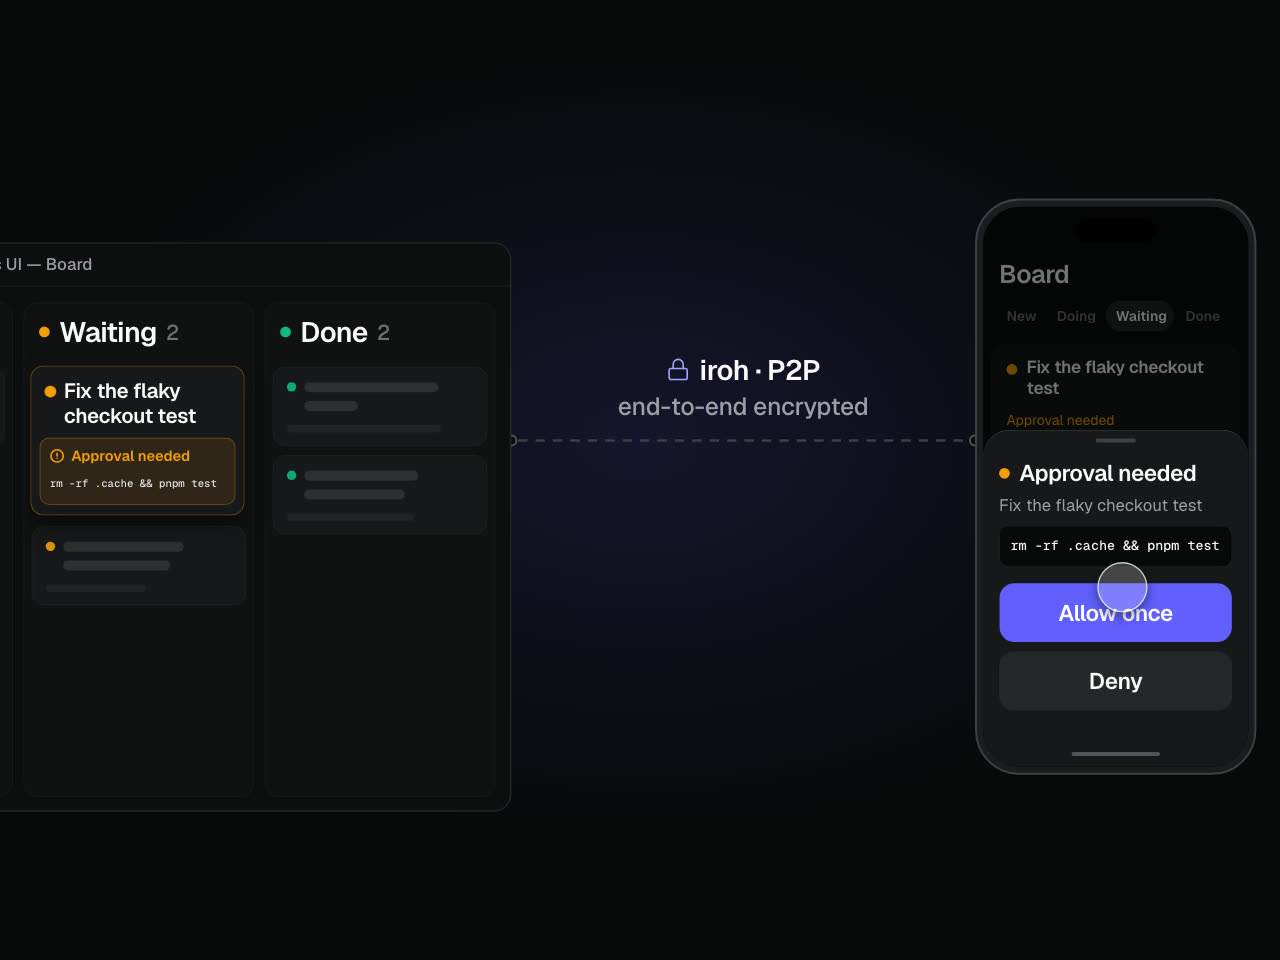 UI — Board
Waiting 2
Done 2
Fix the flaky
checkout test
Approval needed
rm -rf .cache && pnpm test
iroh · P2P
end-to-end encrypted
Board
New Doing Waiting Done
Fix the flaky checkout
test
Approval needed
Approval needed
Fix the flaky checkout test
rm -rf .cache && pnpm test
Allow once
Deny